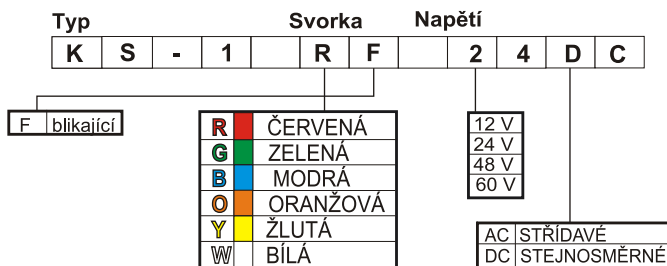 Typ Svorka Napětí
K S - 1 R F 2 4 D C
F blikající
R ČERVENÁ
G ZELENÁ
B MODRÁ
O ORANŽOVÁ
Y ŽLUTÁ
W BÍLÁ
12 V
24 V
48 V
60 V
AC STŘÍDAVÉ
DC STEJNOSMĚRNÉ